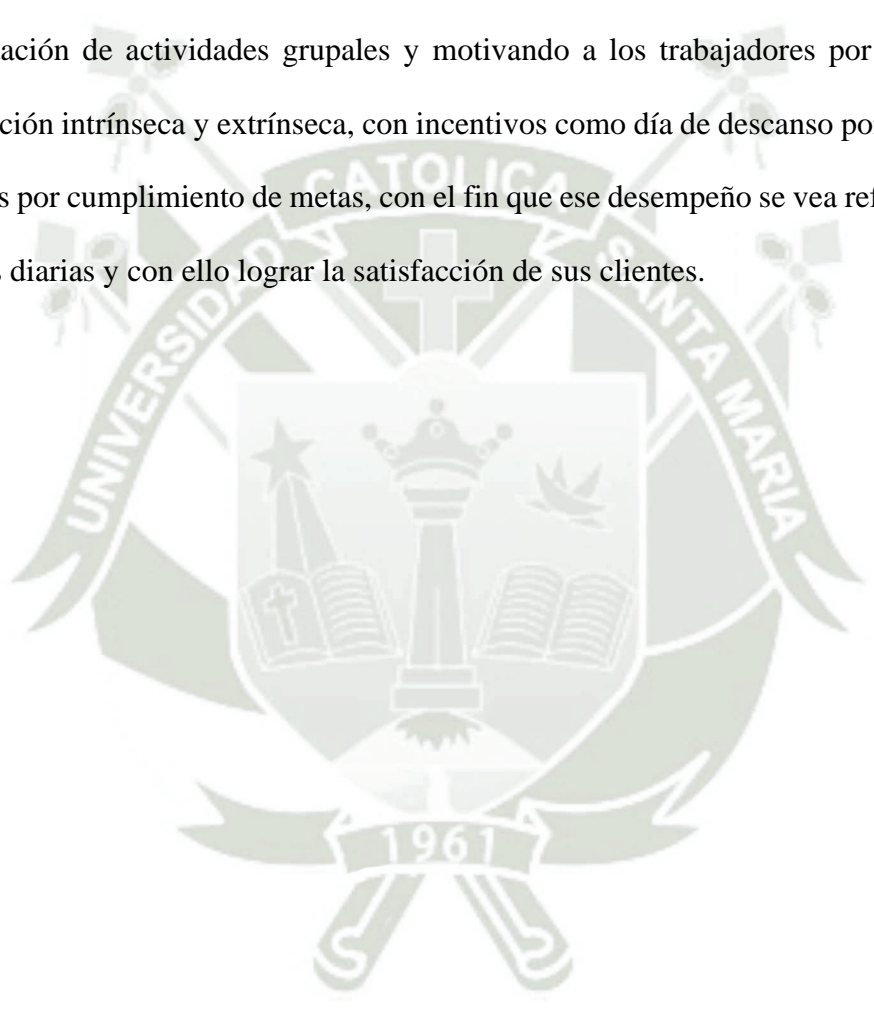 ación de actividades grupales y motivando a los trabajadores por
ción intrínseca y extrínseca, con incentivos como día de descanso por
s por cumplimiento de metas, con el fin que ese desempeño se vea ref
s diarias y con ello lograr la satisfacción de sus clientes.
UNIVERSIDAD CATOLICA SANTA MARIA
1961